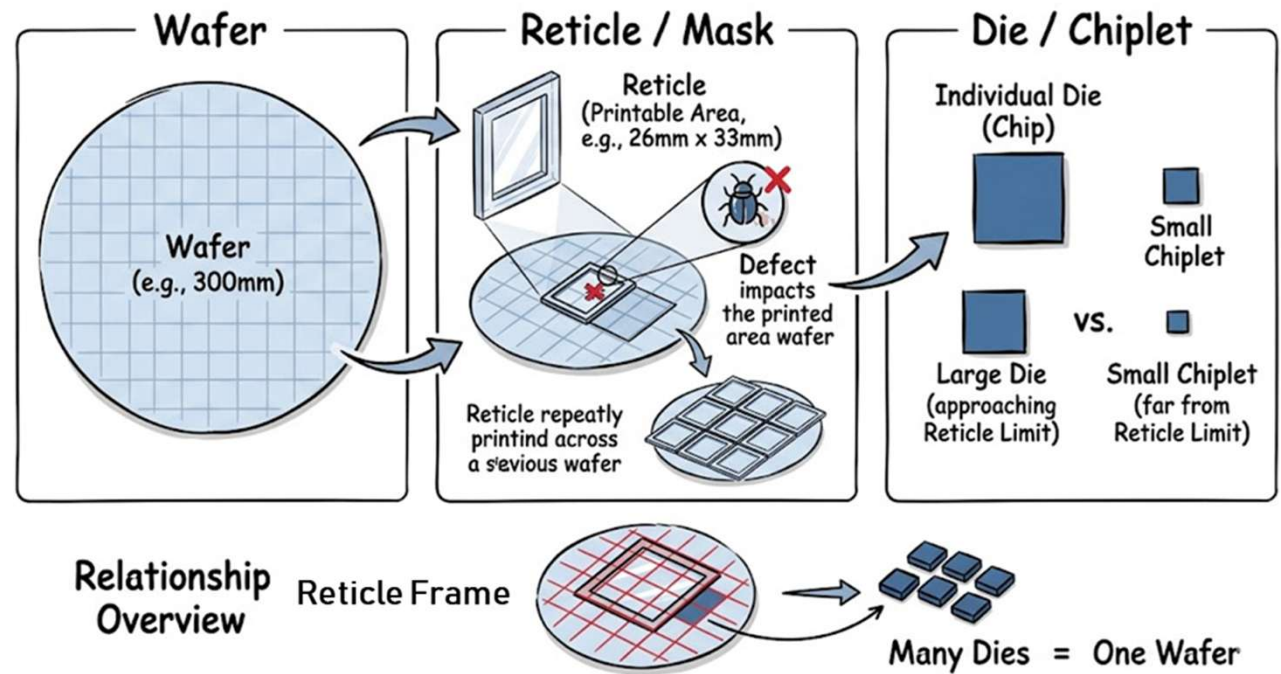 Wafer
Wafer
(e.g., 300mm)
Reticle / Mask
Reticle
(Printable Area,
e.g., 26mm x 33mm)
Defect
impacts
the printed
area wafer
Reticle repeatly
printind across
a sievious wafer
Die / Chiplet
Individual Die
(Chip)
Small
Chiplet
vs.
Large Die
(approaching
Reticle Limit)
Small Chiplet
(far from
Reticle Limit)
Relationship
Overview
Reticle Frame
Many Dies = One Wafer